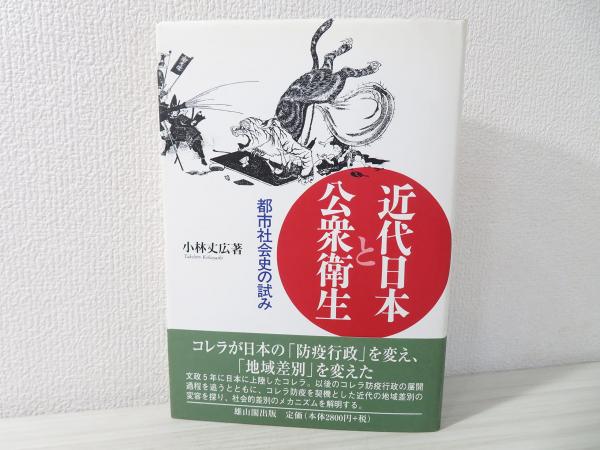 近代日本
と
公衆衛生
都市社会史の試み
小林丈広著
Takehiro Kobayashi
コレラが日本の「防疫行政」を変え、
「地域差別」を変えた
文政5年に日本に上陸したコレラ。以後のコレラ防疫行政の展開
過程を追うとともに、コレラ防疫を契機とした近代の地域差別の
変容を探り、社会的差別のメカニズムを解明する。
雄山閣出版 定価(本体2800円+税)